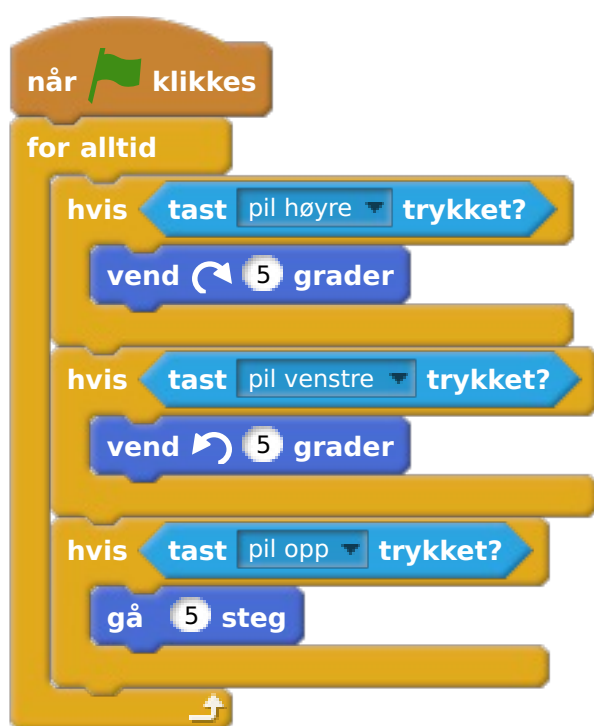 når klikkes
for alltid
hvis tast pil høyre trykket?
vend 5 grader
hvis tast pil venstre trykket?
vend 5 grader
hvis tast pil opp trykket?
gå 5 steg